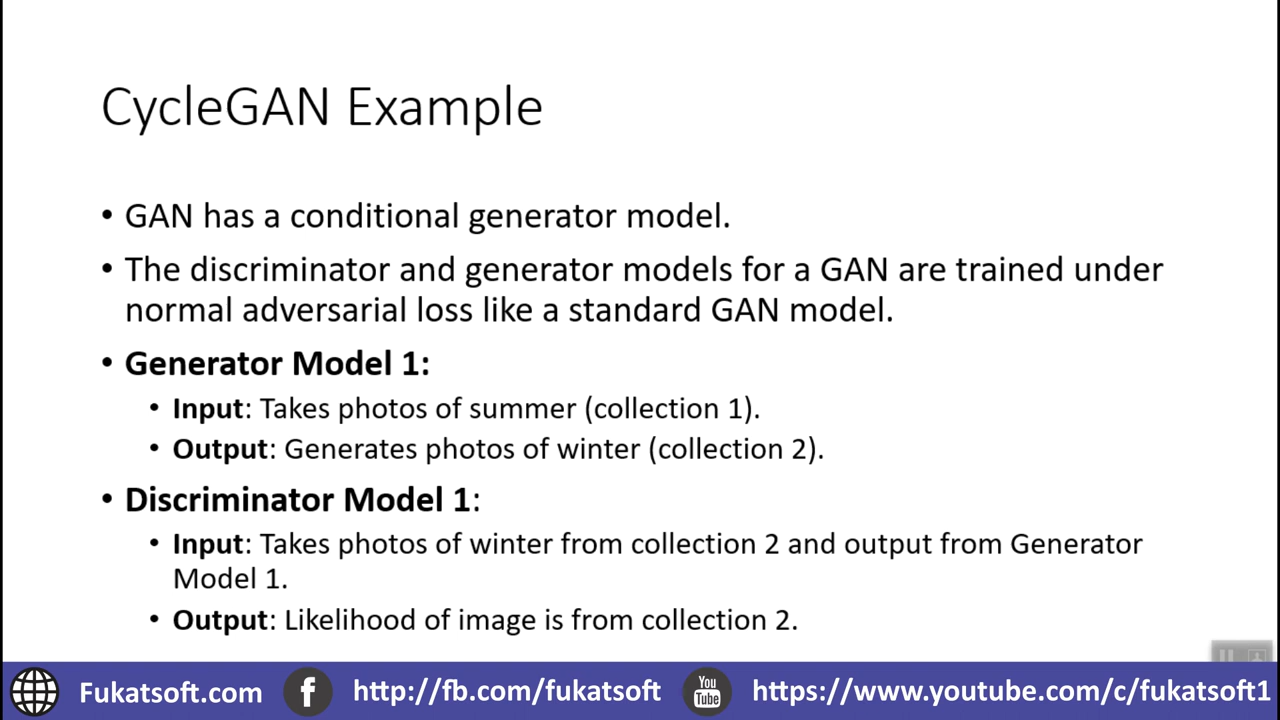 CycleGAN Example
• GAN has a conditional generator model.
• The discriminator and generator models for a GAN are trained under
normal adversarial loss like a standard GAN model.
• Generator Model 1:
• Input: Takes photos of summer (collection 1).
• Output: Generates photos of winter (collection 2).
• Discriminator Model 1:
• Input: Takes photos of winter from collection 2 and output from Generator
Model 1.
• Output: Likelihood of image is from collection 2.
Fukatsoft.com f http://fb.com/fukatsoft You Tube https://www.youtube.com/c/fukatsoft1